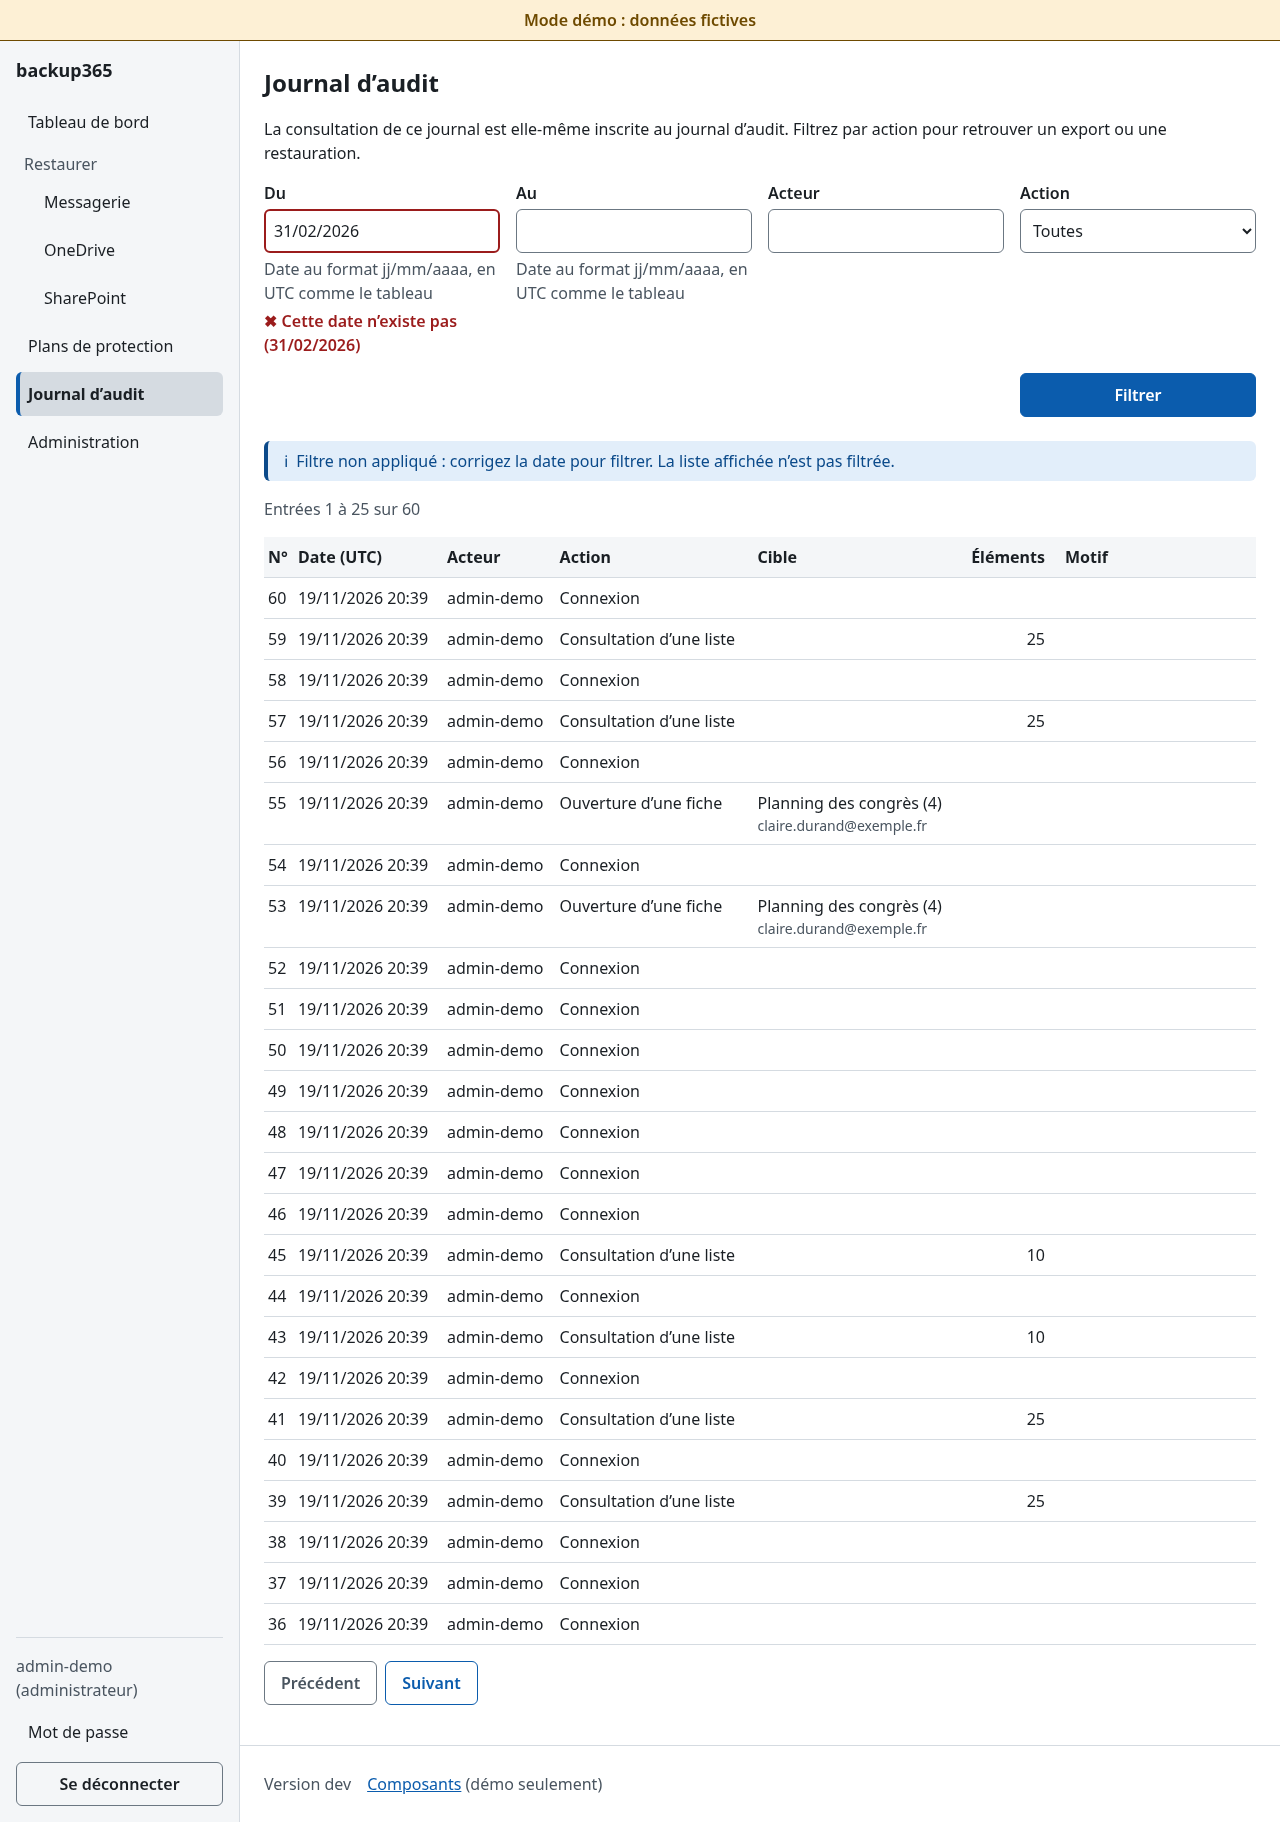 Mode démo : données fictives
backup365
Tableau de bord
Restaurer
Messagerie
OneDrive
SharePoint
Plans de protection
Journal d’audit
Administration
admin-demo
(administrateur)
Mot de passe
Se déconnecter
Journal d’audit
La consultation de ce journal est elle-même inscrite au journal d’audit. Filtrez par action pour retrouver un export ou une
restauration.
Du
Au
Acteur
Action
31/02/2026
Toutes
Date au format jj/mm/aaaa, en
UTC comme le tableau
Date au format jj/mm/aaaa, en
UTC comme le tableau
✖ Cette date n’existe pas
(31/02/2026)
Filtrer
i Filtre non appliqué : corrigez la date pour filtrer. La liste affichée n’est pas filtrée.
Entrées 1 à 25 sur 60
N° Date (UTC) Acteur Action Cible Éléments Motif
60 19/11/2026 20:39 admin-demo Connexion
59 19/11/2026 20:39 admin-demo Consultation d’une liste 25
58 19/11/2026 20:39 admin-demo Connexion
57 19/11/2026 20:39 admin-demo Consultation d’une liste 25
56 19/11/2026 20:39 admin-demo Connexion
55 19/11/2026 20:39 admin-demo Ouverture d’une fiche Planning des congrès (4)
claire.durand@exemple.fr
54 19/11/2026 20:39 admin-demo Connexion
53 19/11/2026 20:39 admin-demo Ouverture d’une fiche Planning des congrès (4)
claire.durand@exemple.fr
52 19/11/2026 20:39 admin-demo Connexion
51 19/11/2026 20:39 admin-demo Connexion
50 19/11/2026 20:39 admin-demo Connexion
49 19/11/2026 20:39 admin-demo Connexion
48 19/11/2026 20:39 admin-demo Connexion
47 19/11/2026 20:39 admin-demo Connexion
46 19/11/2026 20:39 admin-demo Connexion
45 19/11/2026 20:39 admin-demo Consultation d’une liste 10
44 19/11/2026 20:39 admin-demo Connexion
43 19/11/2026 20:39 admin-demo Consultation d’une liste 10
42 19/11/2026 20:39 admin-demo Connexion
41 19/11/2026 20:39 admin-demo Consultation d’une liste 25
40 19/11/2026 20:39 admin-demo Connexion
39 19/11/2026 20:39 admin-demo Consultation d’une liste 25
38 19/11/2026 20:39 admin-demo Connexion
37 19/11/2026 20:39 admin-demo Connexion
36 19/11/2026 20:39 admin-demo Connexion
Précédent Suivant
Version dev Composants (démo seulement)